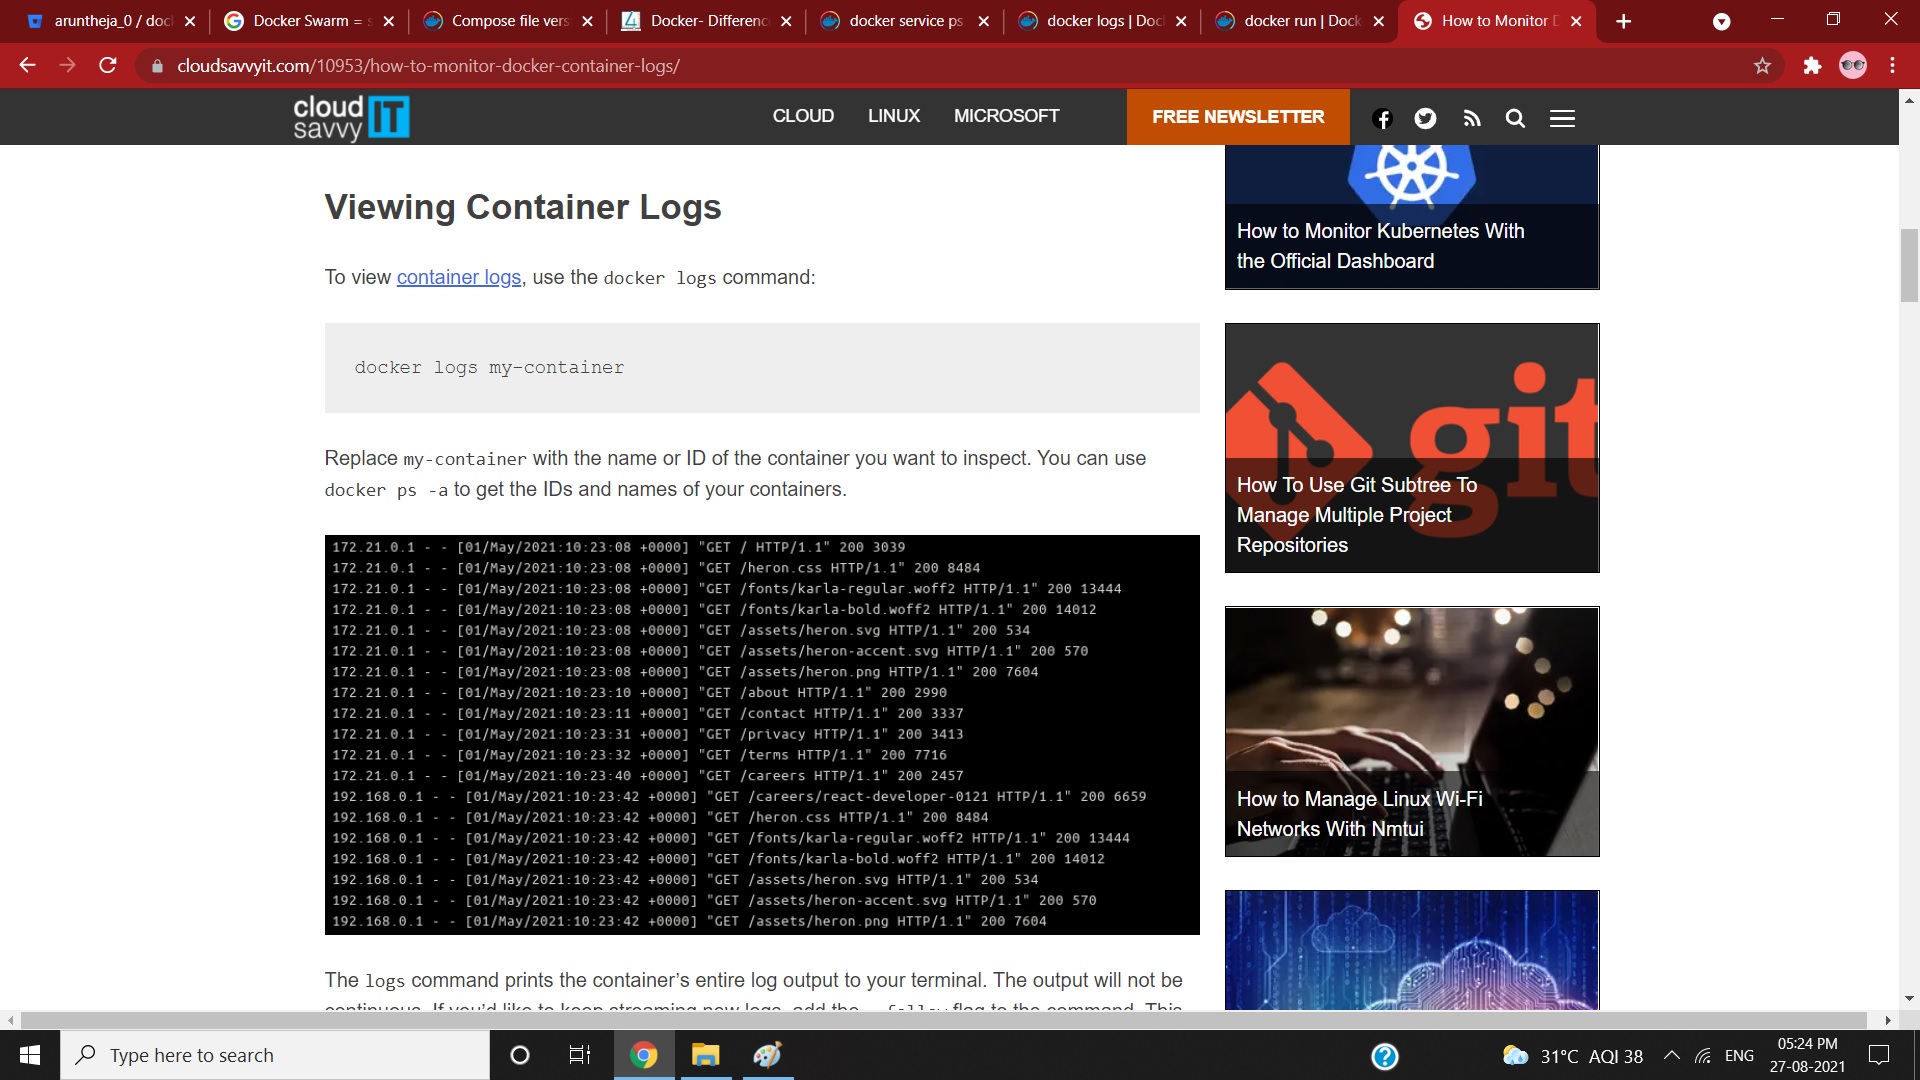 aruntheja_0 / doc
Docker Swarm =
Compose file vers
Docker- Differenc
docker service ps
docker logs | Doc
docker run | Dock
How to Monitor D
cloudsavvyit.com/10953/how-to-monitor-docker-container-logs/
cloud savvy IT
CLOUD
LINUX
MICROSOFT
FREE NEWSLETTER
Viewing Container Logs
To view container logs, use the docker logs command:
docker logs my-container
Replace my-container with the name or ID of the container you want to inspect. You can use
docker ps -a to get the IDs and names of your containers.
172.21.0.1 - - [01/May/2021:10:23:08 +0000] "GET / HTTP/1.1" 200 3039
172.21.0.1 - - [01/May/2021:10:23:08 +0000] "GET /heron.css HTTP/1.1" 200 8484
172.21.0.1 - - [01/May/2021:10:23:08 +0000] "GET /fonts/karla-regular.woff2 HTTP/1.1" 200 13444
172.21.0.1 - - [01/May/2021:10:23:08 +0000] "GET /fonts/karla-bold.woff2 HTTP/1.1" 200 14012
172.21.0.1 - - [01/May/2021:10:23:08 +0000] "GET /assets/heron.svg HTTP/1.1" 200 534
172.21.0.1 - - [01/May/2021:10:23:08 +0000] "GET /assets/heron-accent.svg HTTP/1.1" 200 570
172.21.0.1 - - [01/May/2021:10:23:08 +0000] "GET /assets/heron.png HTTP/1.1" 200 7604
172.21.0.1 - - [01/May/2021:10:23:10 +0000] "GET /about HTTP/1.1" 200 2990
172.21.0.1 - - [01/May/2021:10:23:11 +0000] "GET /contact HTTP/1.1" 200 3337
172.21.0.1 - - [01/May/2021:10:23:31 +0000] "GET /privacy HTTP/1.1" 200 3413
172.21.0.1 - - [01/May/2021:10:23:32 +0000] "GET /terms HTTP/1.1" 200 7716
172.21.0.1 - - [01/May/2021:10:23:40 +0000] "GET /careers HTTP/1.1" 200 2457
192.168.0.1 - - [01/May/2021:10:23:42 +0000] "GET /careers/react-developer-0121 HTTP/1.1" 200 6659
192.168.0.1 - - [01/May/2021:10:23:42 +0000] "GET /heron.css HTTP/1.1" 200 8484
192.168.0.1 - - [01/May/2021:10:23:42 +0000] "GET /fonts/karla-regular.woff2 HTTP/1.1" 200 13444
192.168.0.1 - - [01/May/2021:10:23:42 +0000] "GET /fonts/karla-bold.woff2 HTTP/1.1" 200 14012
192.168.0.1 - - [01/May/2021:10:23:42 +0000] "GET /assets/heron.svg HTTP/1.1" 200 534
192.168.0.1 - - [01/May/2021:10:23:42 +0000] "GET /assets/heron-accent.svg HTTP/1.1" 200 570
192.168.0.1 - - [01/May/2021:10:23:42 +0000] "GET /assets/heron.png HTTP/1.1" 200 7604
The logs command prints the container's entire log output to your terminal. The output will not be
continuous. If you'd like to keep streaming new logs, add the --follow flag to the command. This
How to Monitor Kubernetes With
the Official Dashboard
git
How To Use Git Subtree To
Manage Multiple Project
Repositories
How to Manage Linux Wi-Fi
Networks With Nmtui
Type here to search
31°C AQI 38
ENG
05:24 PM
27-08-2021